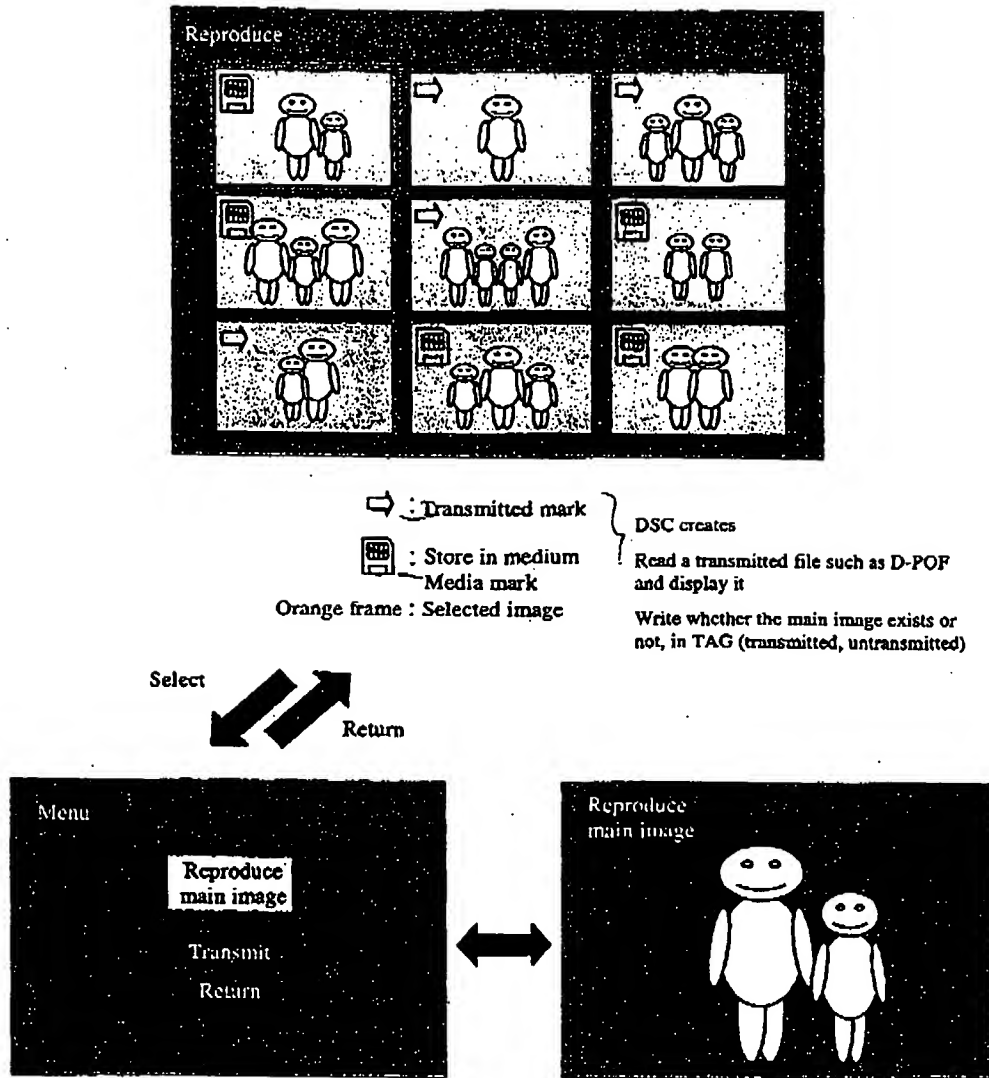 Reproduce
: Transmitted mark
: Store in medium
Media mark
Orange frame : Selected image
DSC creates
Read a transmitted file such as D-POF
and display it
Write whether the main image exists or
not, in TAG (transmitted, untransmitted)
Select
Return
Menu
Reproduce
main image
Transmit
Return
Reproduce
main image